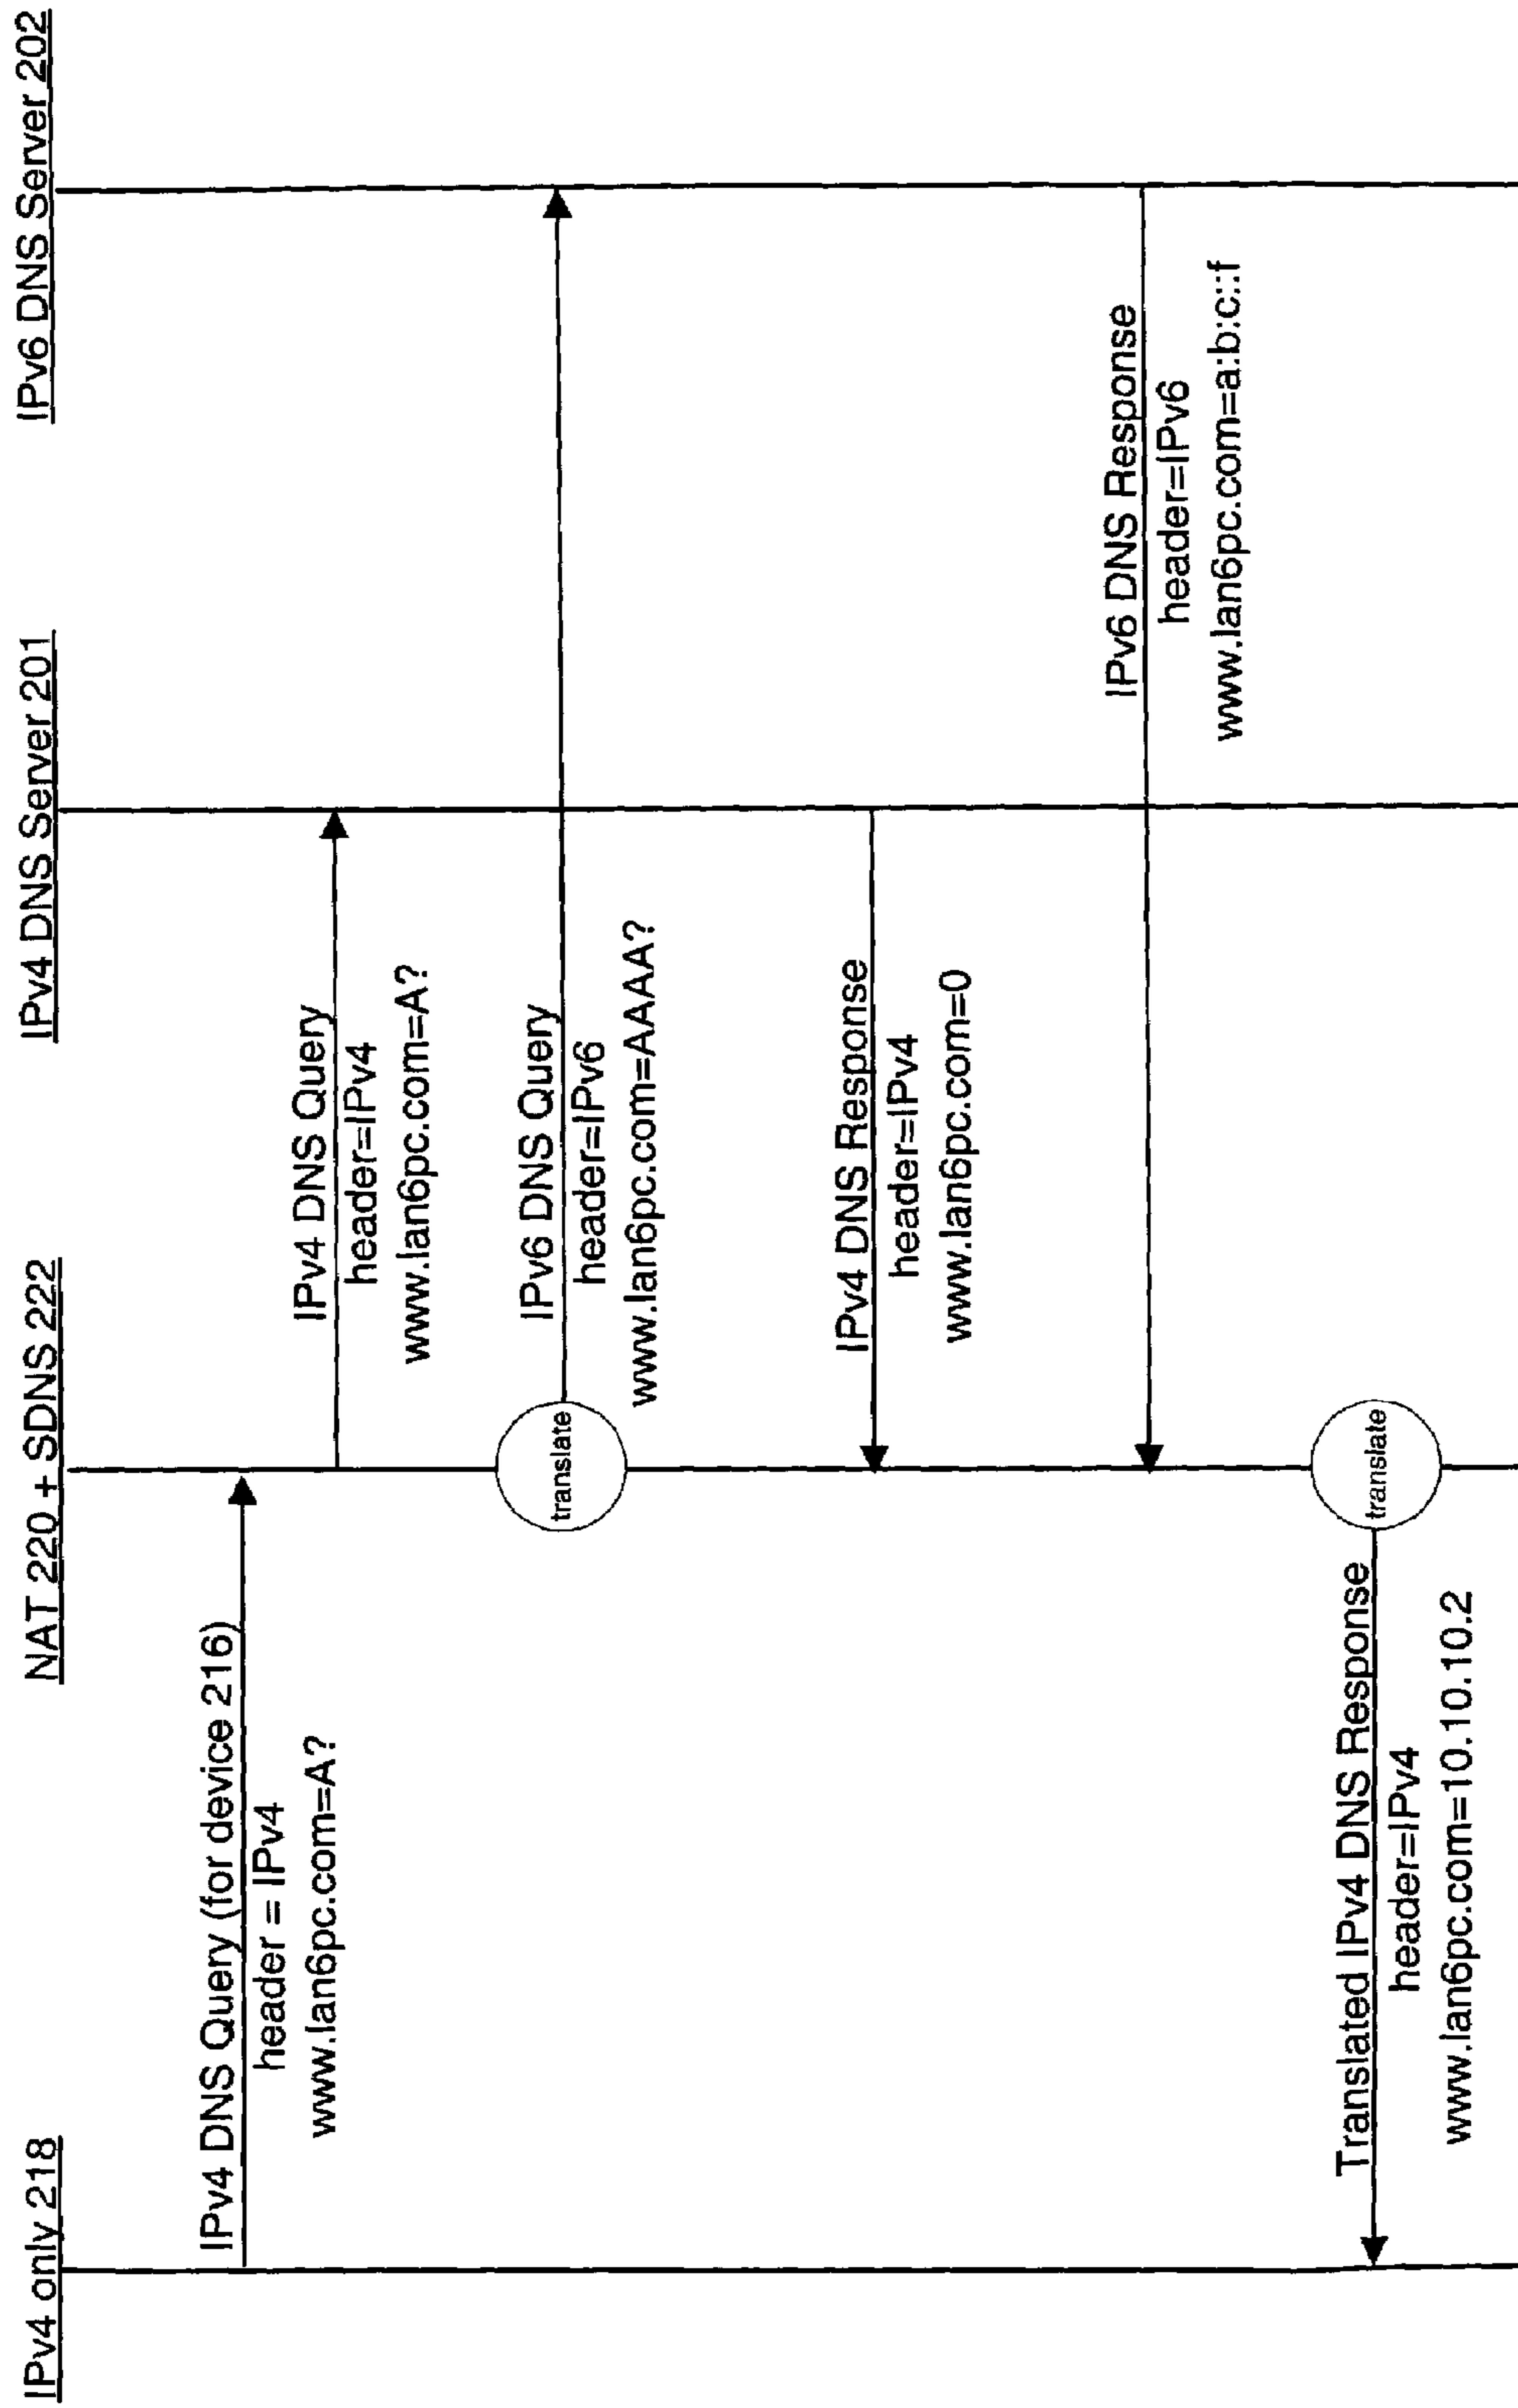 IPv4 only 218
NAT 220 + SDNS 222
IPv4 DNS Server 201
IPv6 DNS Server 202
IPv4 DNS Query (for device 216)
header = IPv4
www.lan6pc.com=A?
IPv4 DNS Query
header=IPv4
www.lan6pc.com=A?
translate
IPv6 DNS Query
header=IPv6
www.lan6pc.com=AAAA?
IPv4 DNS Response
header=IPv4
www.lan6pc.com=0
IPv6 DNS Response
header=IPv6
www.lan6pc.com=a:b:c::f
translate
Translated IPv4 DNS Response
header=IPv4
www.lan6pc.com=10.10.10.2